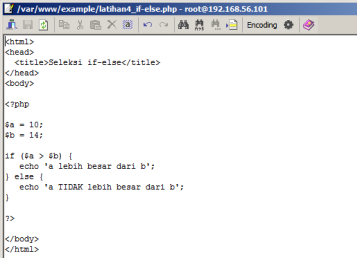 /var/www/example/latihan4_if-else.php - root@192.168.56.101
Encoding
<html>
<head>
  <title>Seleksi if-else</title>
</head>
<body>

<?php

$a = 10;
$b = 14;

if ($a > $b) {
   echo 'a lebih besar dari b';
} else {
   echo 'a TIDAK lebih besar dari b';
}

?>

</body>
</html>